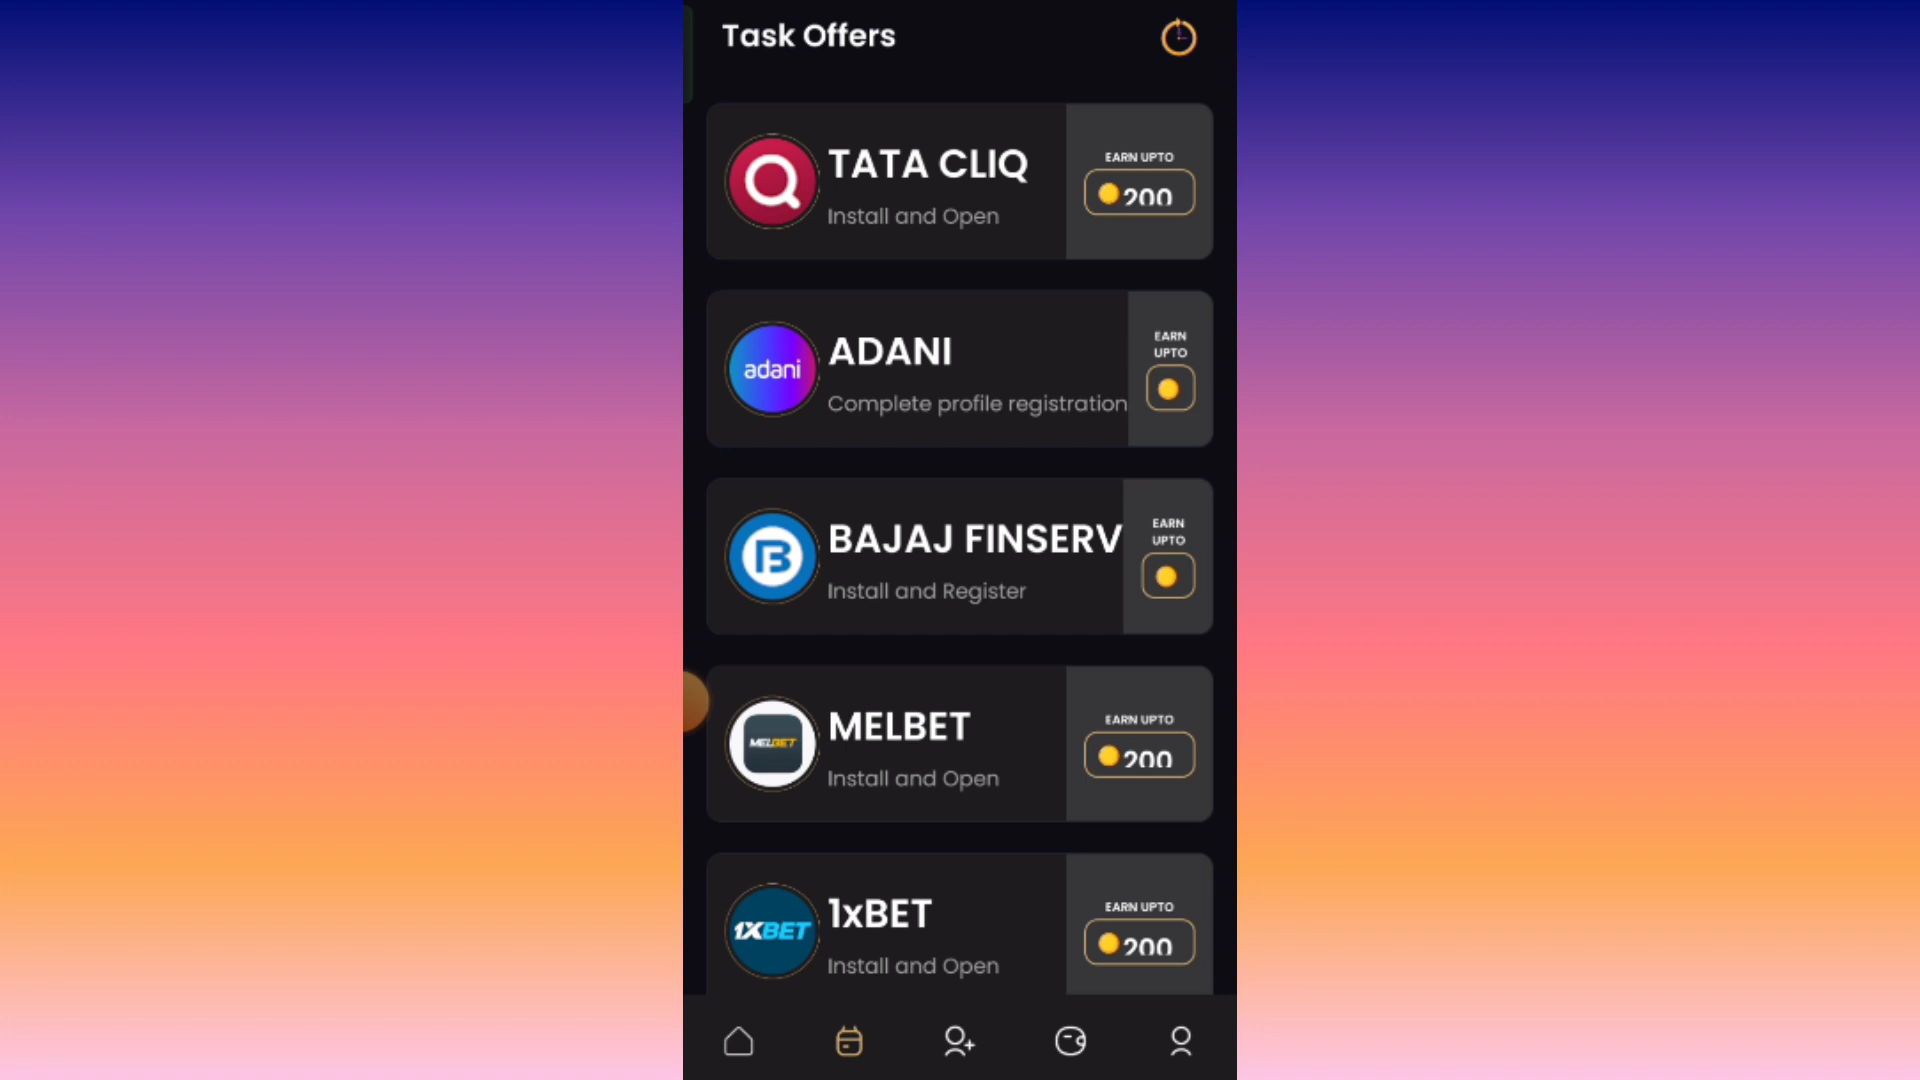 Task Offers
TATA CLIQ
Install and Open
EARN UPTO
200
adani
ADANI
Complete profile registration
EARN
UPTO
BAJAJ FINSERV
Install and Register
EARN
UPTO
MELBET
MELBET
Install and Open
EARN UPTO
200
1XBET
1xBET
Install and Open
EARN UPTO
200